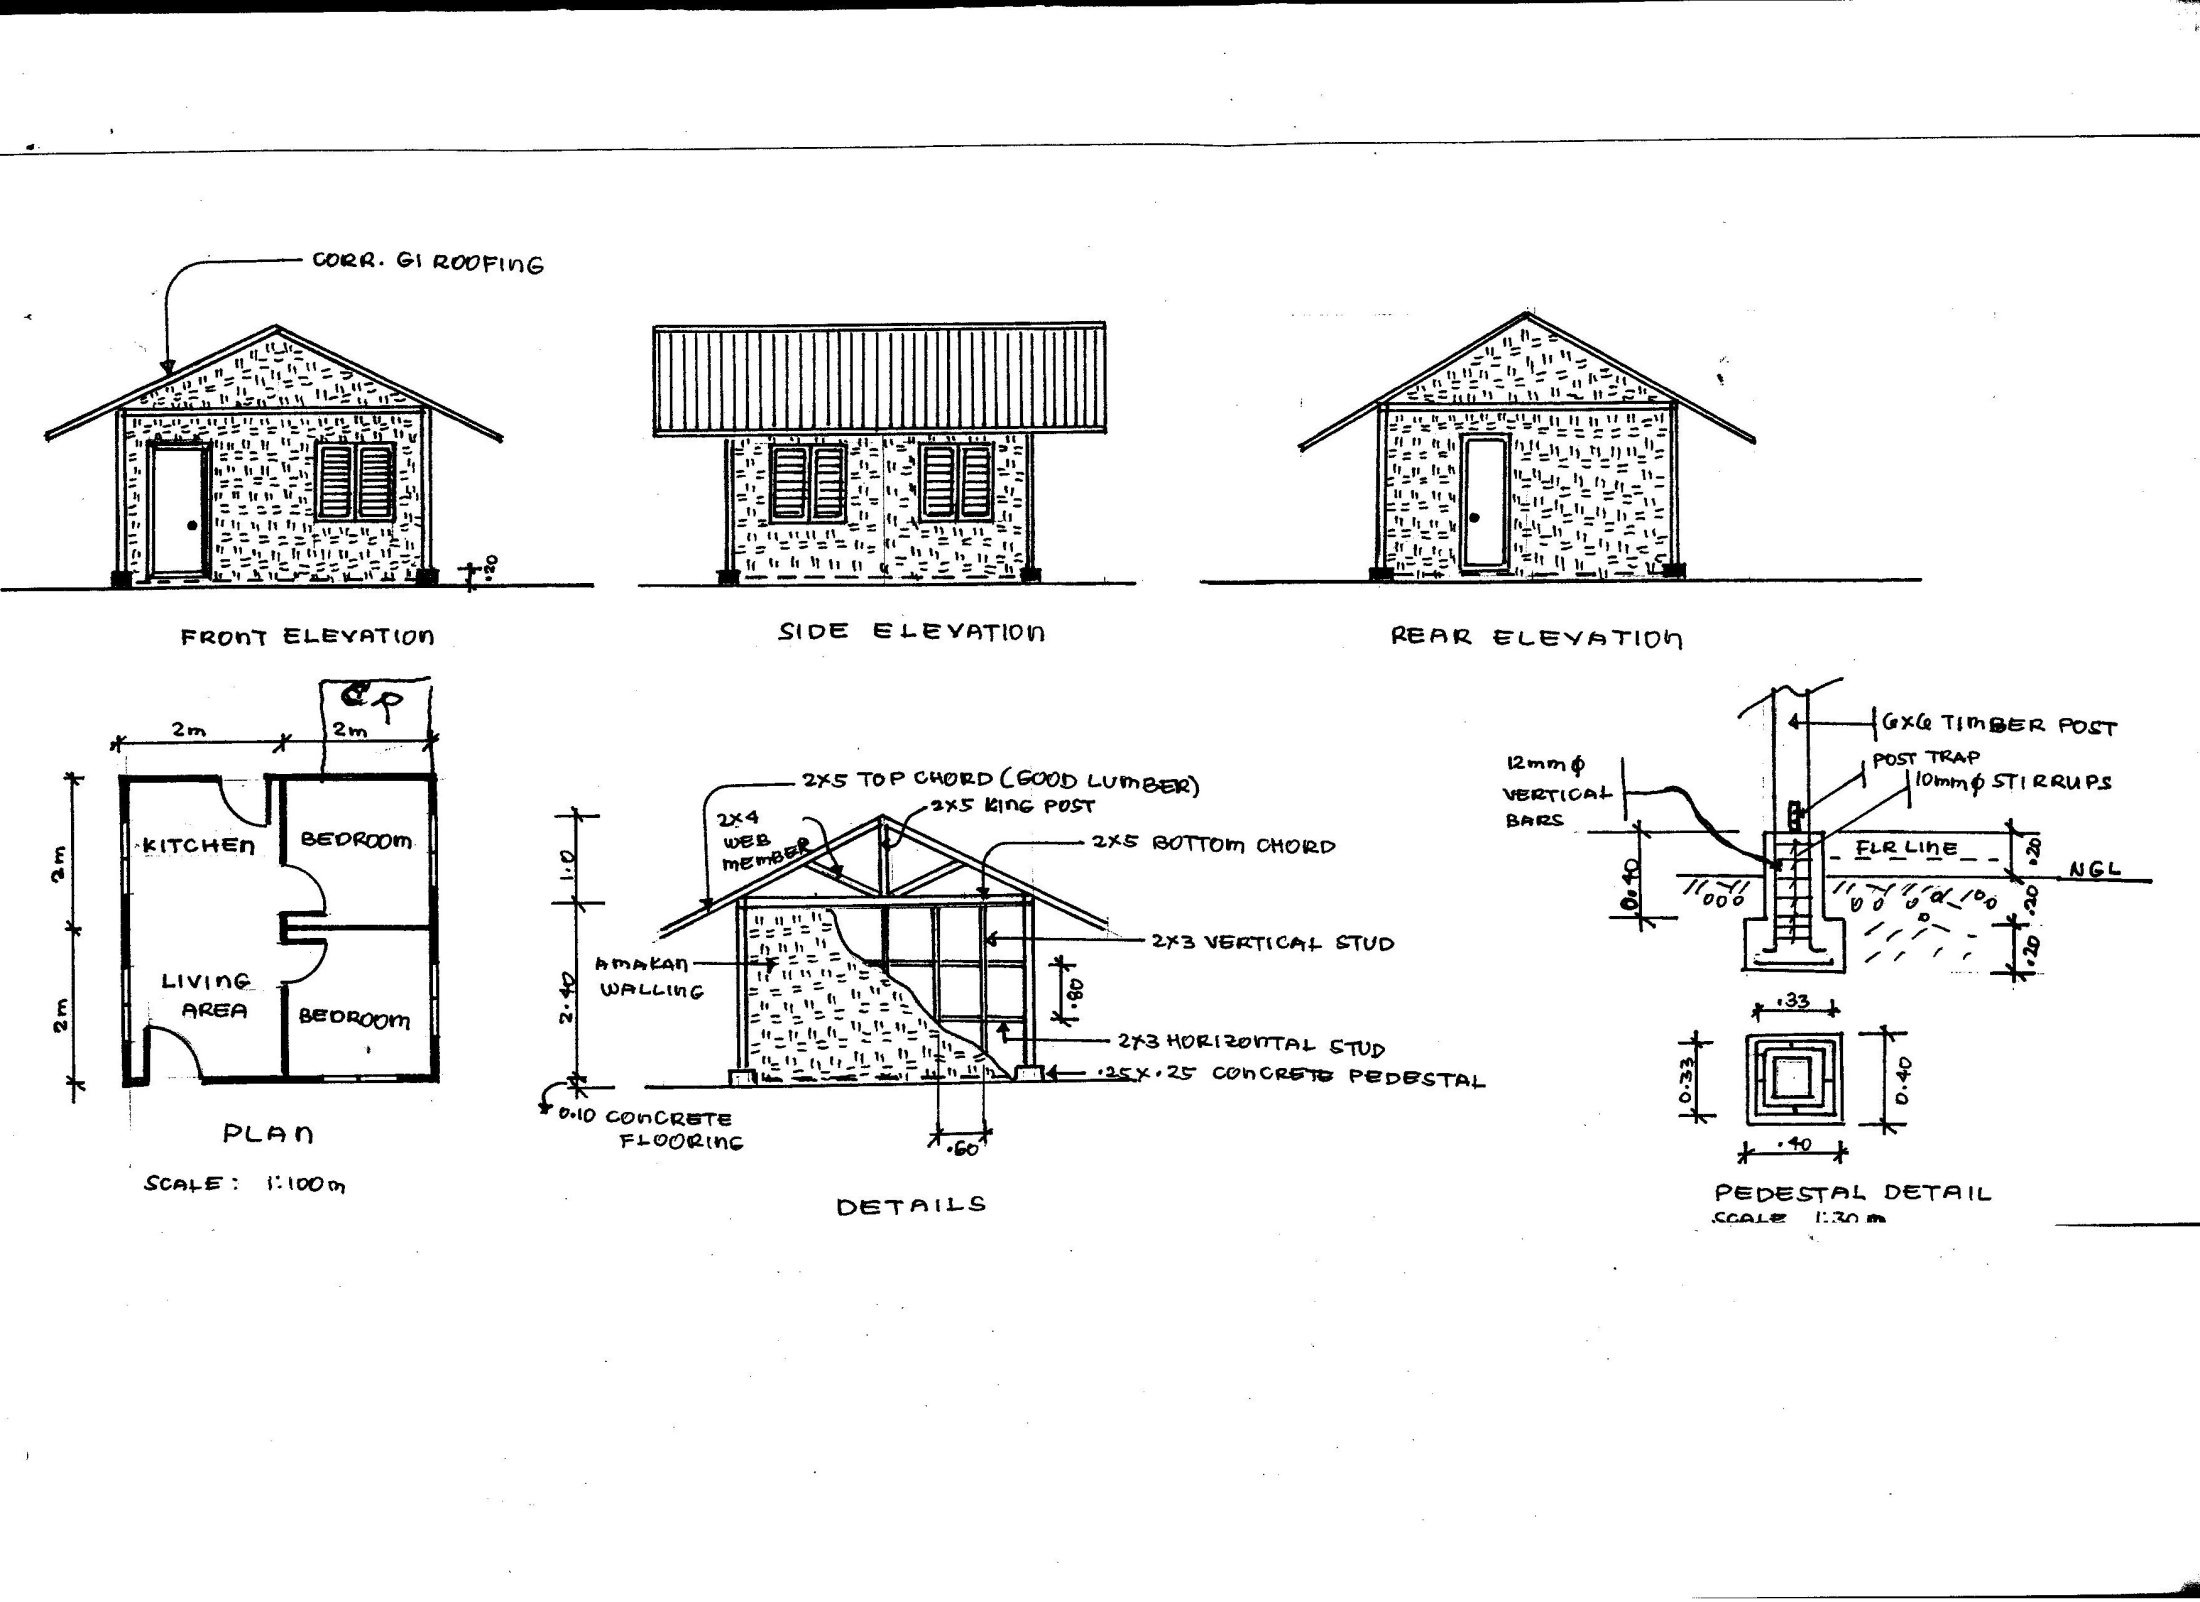 CORR. GI ROOFING
.20
FRONT ELEVATION
SIDE ELEVATION
REAR ELEVATION
CP
2m
2m
2m
2m
KITCHEN
BEDROOM
LIVING
AREA
BEDROOM
PLAN
SCALE: 1:100m
2X5 TOP CHORD (GOOD LUMBER)
2X5 KING POST
2X4
WEB
MEMBER
2X5 BOTTOM CHORD
1.0
2.40
AMAKAN
WALLING
2X3 VERTICAL STUD
.80
2X3 HORIZONTAL STUD
.25X.25 CONCRETE PEDESTAL
0.10 CONCRETE
FLOORING
.60
DETAILS
6X6 TIMBER POST
POST TRAP
10mmφ STIRRUPS
12mmφ
VERTICAL
BARS
FLR LINE
.20
NGL
0.40
.20
.20
.33
0.33
0.40
.40
PEDESTAL DETAIL
SCALE 1:30m